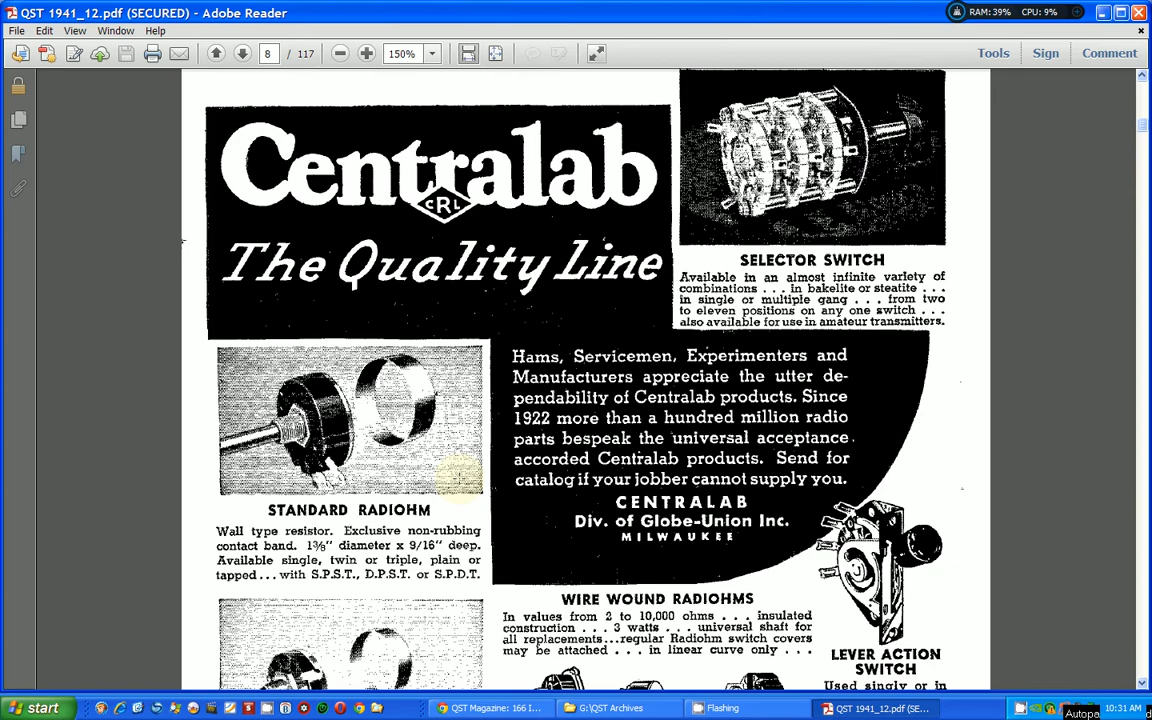 QST 1941_12.pdf (SECURED) - Adobe Reader
RAM: 39% CPU: 9%
File Edit View Window Help
8 / 117 150% Tools Sign Comment
Centralab
CRL
The Quality Line
SELECTOR SWITCH
Available in an almost infinite variety of
combinations . . . in bakelite or steatite . . .
in single or multiple gang . . . from two
to eleven positions on any one switch . . .
also available for use in amateur transmitters.
Hams, Servicemen, Experimenters and
Manufacturers appreciate the utter de-
pendability of Centralab products. Since
1922 more than a hundred million radio
parts bespeak the universal acceptance
accorded Centralab products. Send for
catalog if your jobber cannot supply you.
CENTRALAB
Div. of Globe-Union Inc.
MILWAUKEE
STANDARD RADIOHM
Wall type resistor. Exclusive non-rubbing
contact band. 1⅜" diameter x 9/16" deep.
Available single, twin or triple, plain or
tapped . . . with S.P.S.T., D.P.S.T. or S.P.D.T.
WIRE WOUND RADIOHMS
In values from 2 to 10,000 ohms . . . insulated
construction . . . 3 watts . . . universal shaft for
all replacements...regular Radiohm switch covers
may be attached . . . in linear curve only . . .
LEVER ACTION
SWITCH
Used singly or in
start QST Magazine: 166 I... G:\QST Archives Flashing QST 1941_12.pdf (SE... 10:31 AM
Autopa